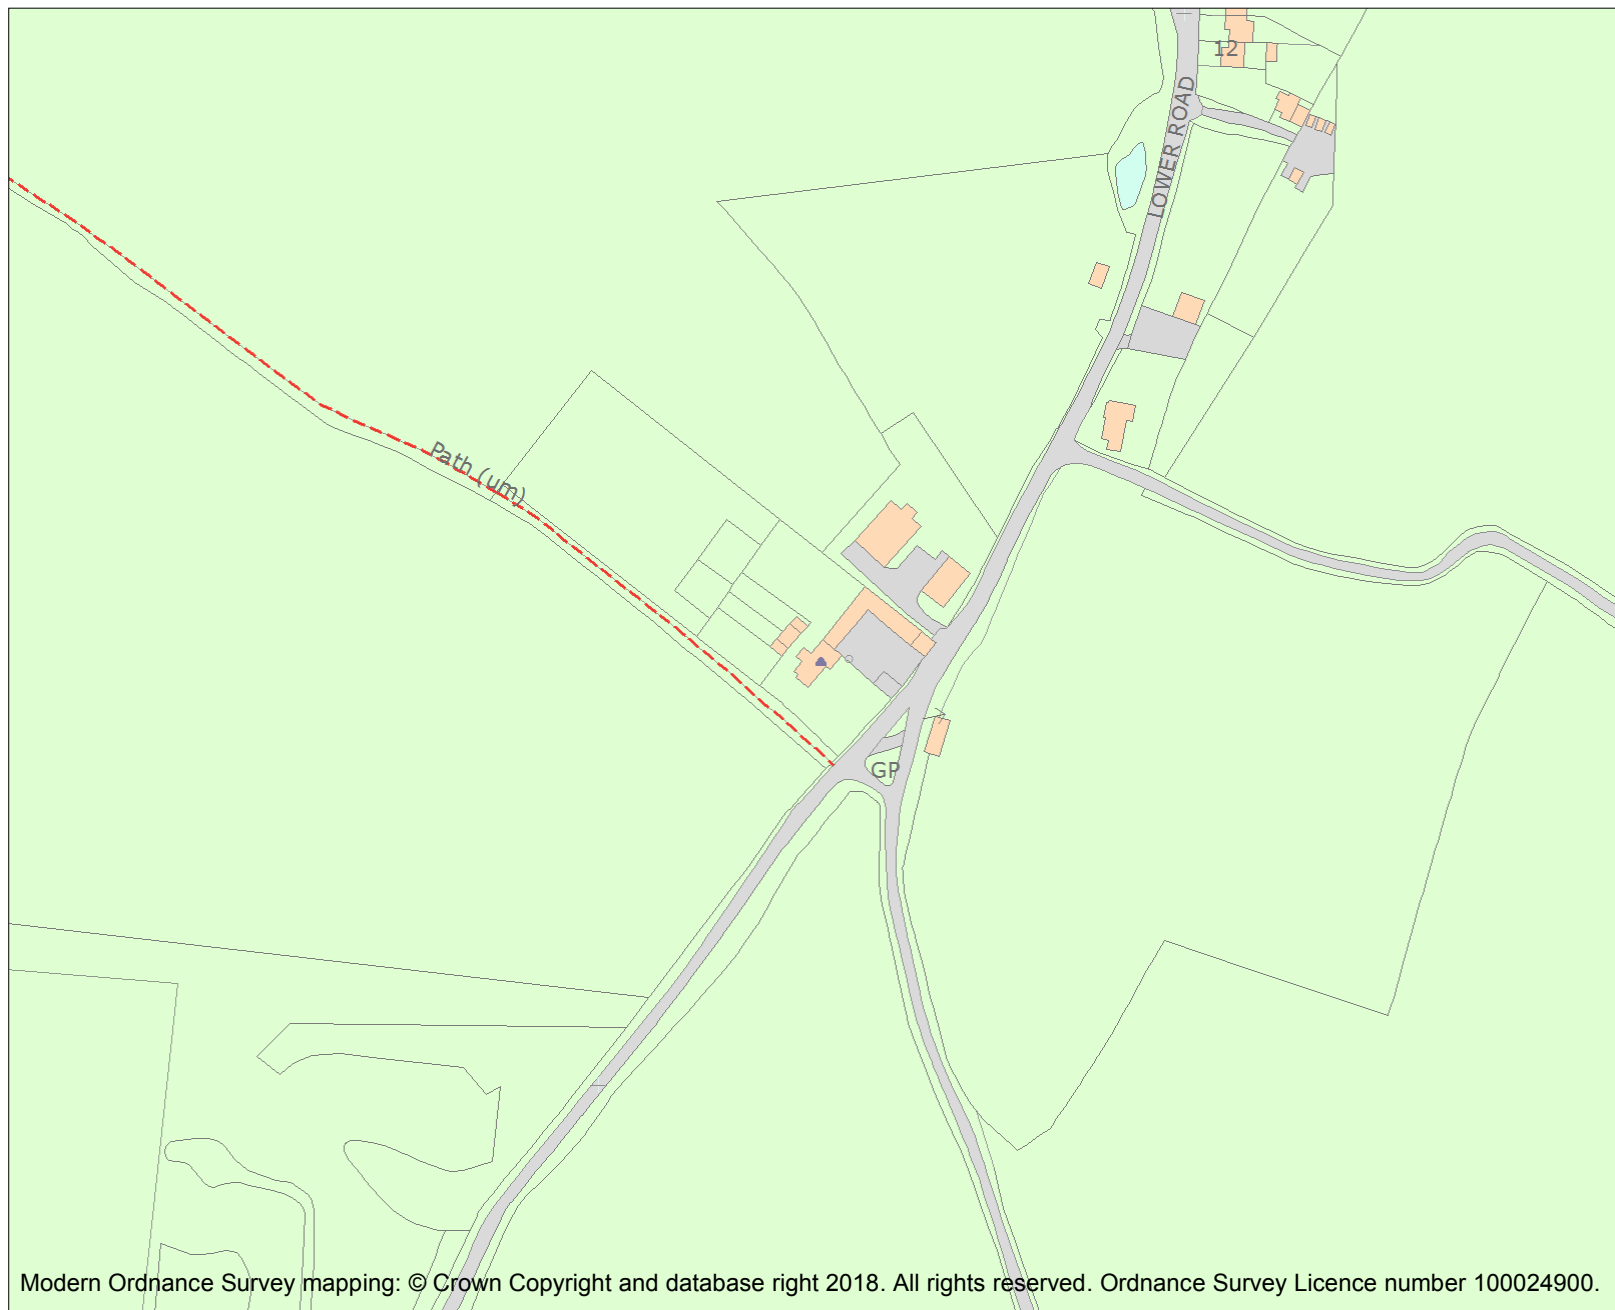 12
LOWER ROAD
Path (um)
GP
Modern Ordnance Survey mapping: © Crown Copyright and database right 2018. All rights reserved. Ordnance Survey Licence number 100024900.